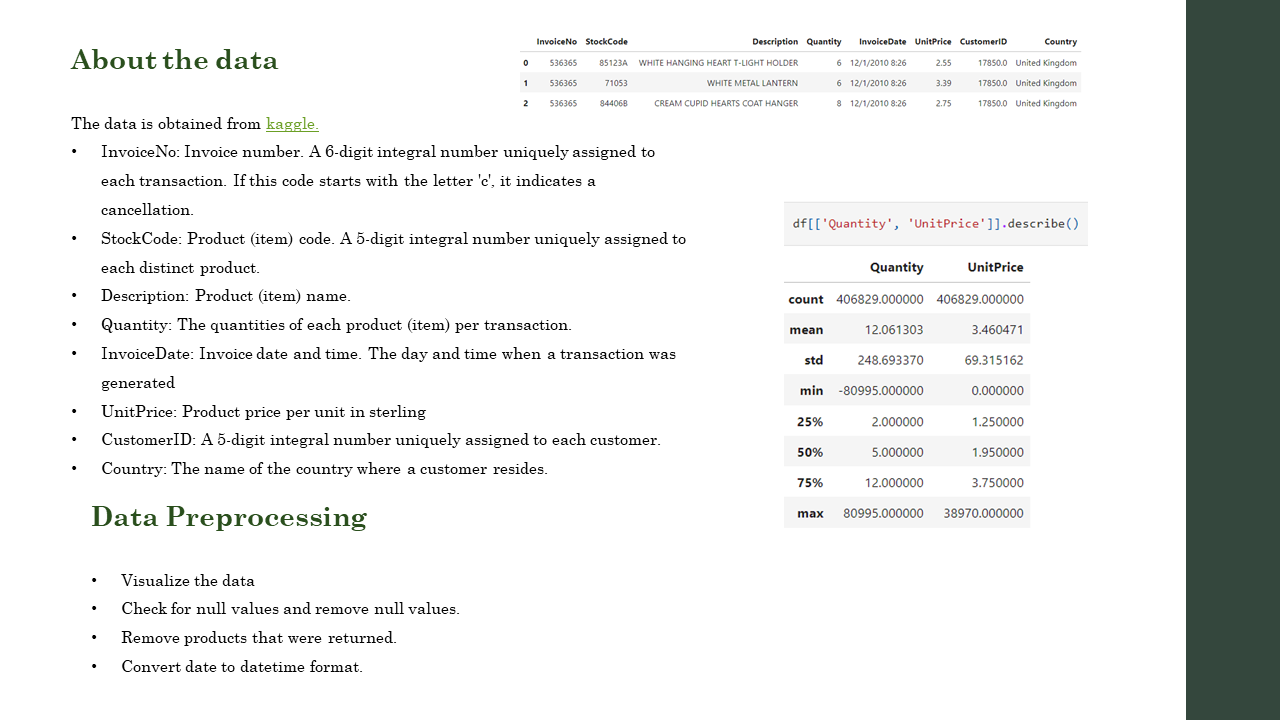 About the data
InvoiceNo StockCode Description Quantity InvoiceDate UnitPrice CustomerID Country
0 536365 85123A WHITE HANGING HEART T-LIGHT HOLDER 6 12/1/2010 8:26 2.55 17850.0 United Kingdom
1 536365 71053 WHITE METAL LANTERN 6 12/1/2010 8:26 3.39 17850.0 United Kingdom
2 536365 84406B CREAM CUPID HEARTS COAT HANGER 8 12/1/2010 8:26 2.75 17850.0 United Kingdom
The data is obtained from kaggle.
• InvoiceNo: Invoice number. A 6-digit integral number uniquely assigned to
each transaction. If this code starts with the letter 'c', it indicates a
cancellation.
• StockCode: Product (item) code. A 5-digit integral number uniquely assigned to
each distinct product.
• Description: Product (item) name.
• Quantity: The quantities of each product (item) per transaction.
• InvoiceDate: Invoice date and time. The day and time when a transaction was
generated
• UnitPrice: Product price per unit in sterling
• CustomerID: A 5-digit integral number uniquely assigned to each customer.
• Country: The name of the country where a customer resides.
df[['Quantity', 'UnitPrice']].describe()
Quantity UnitPrice
count 406829.000000 406829.000000
mean 12.061303 3.460471
std 248.693370 69.315162
min -80995.000000 0.000000
25% 2.000000 1.250000
50% 5.000000 1.950000
75% 12.000000 3.750000
max 80995.000000 38970.000000
Data Preprocessing
• Visualize the data
• Check for null values and remove null values.
• Remove products that were returned.
• Convert date to datetime format.